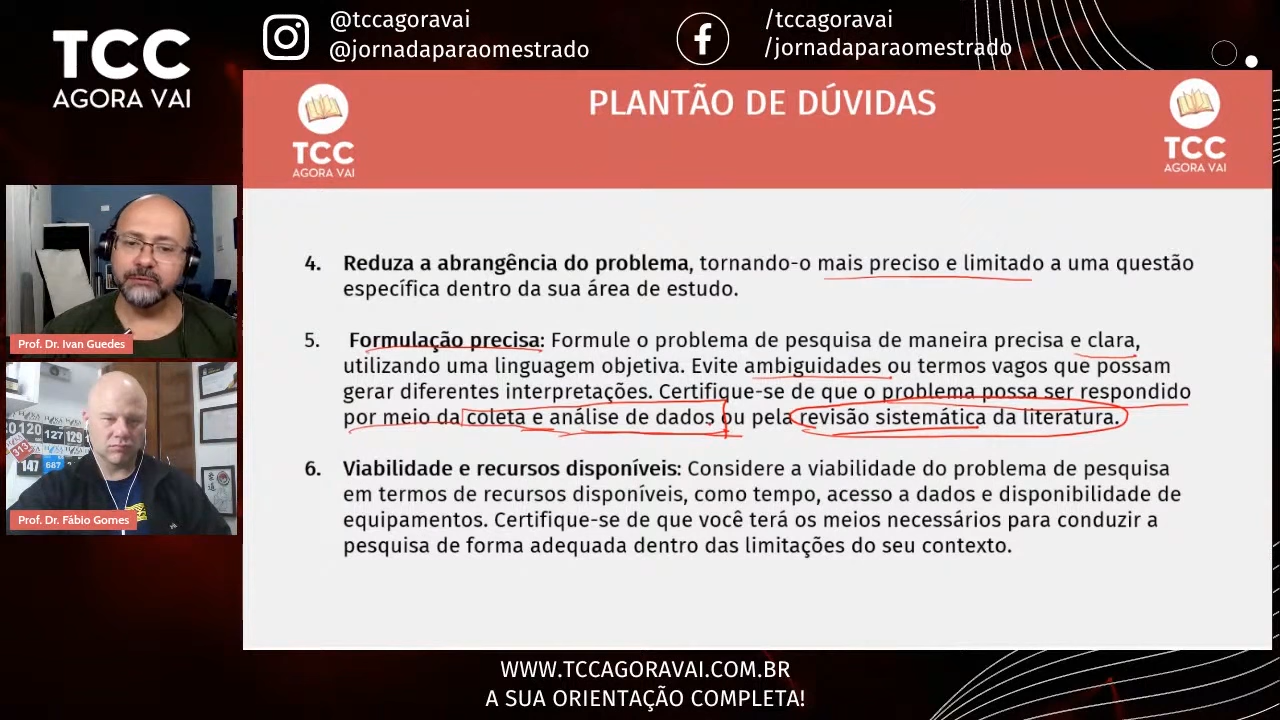 TCC
AGORA VAI
@tccagoravai
@jornadaparaomestrado
/tccagoravai
/jornadaparaomestrado
PLANTÃO DE DÚVIDAS
TCC
AGORA VAI
TCC
AGORA VAI
4. Reduza a abrangência do problema, tornando-o mais preciso e limitado a uma questão
específica dentro da sua área de estudo.
5. Formulação precisa: Formule o problema de pesquisa de maneira precisa e clara,
utilizando uma linguagem objetiva. Evite ambiguidades ou termos vagos que possam
gerar diferentes interpretações. Certifique-se de que o problema possa ser respondido
por meio da coleta e análise de dados ou pela revisão sistemática da literatura.
6. Viabilidade e recursos disponíveis: Considere a viabilidade do problema de pesquisa
em termos de recursos disponíveis, como tempo, acesso a dados e disponibilidade de
equipamentos. Certifique-se de que você terá os meios necessários para conduzir a
pesquisa de forma adequada dentro das limitações do seu contexto.
Prof. Dr. Ivan Guedes
120 127 129
313
147 687
Prof. Dr. Fábio Gomes
WWW.TCCAGORAVAI.COM.BR
A SUA ORIENTAÇÃO COMPLETA!